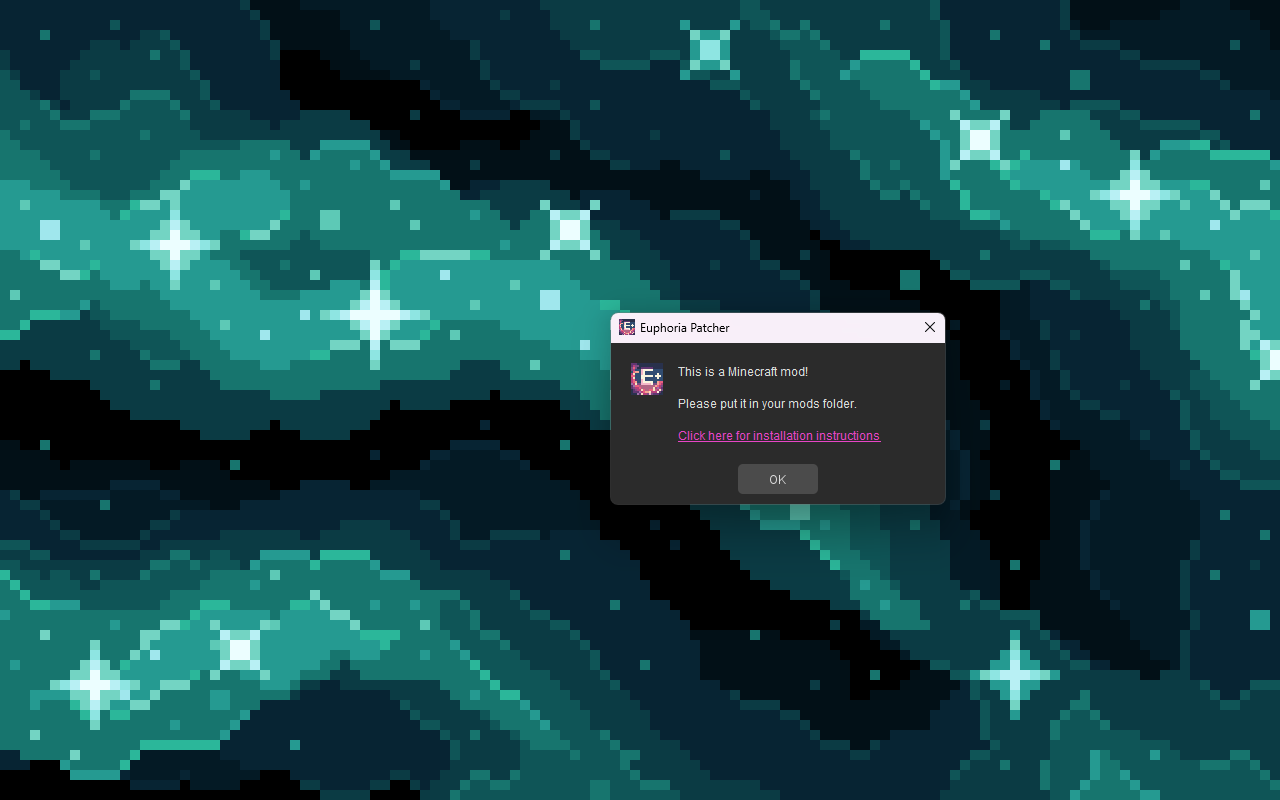 Euphoria Patcher
This is a Minecraft mod!
Please put it in your mods folder.
Click here for installation instructions
OK